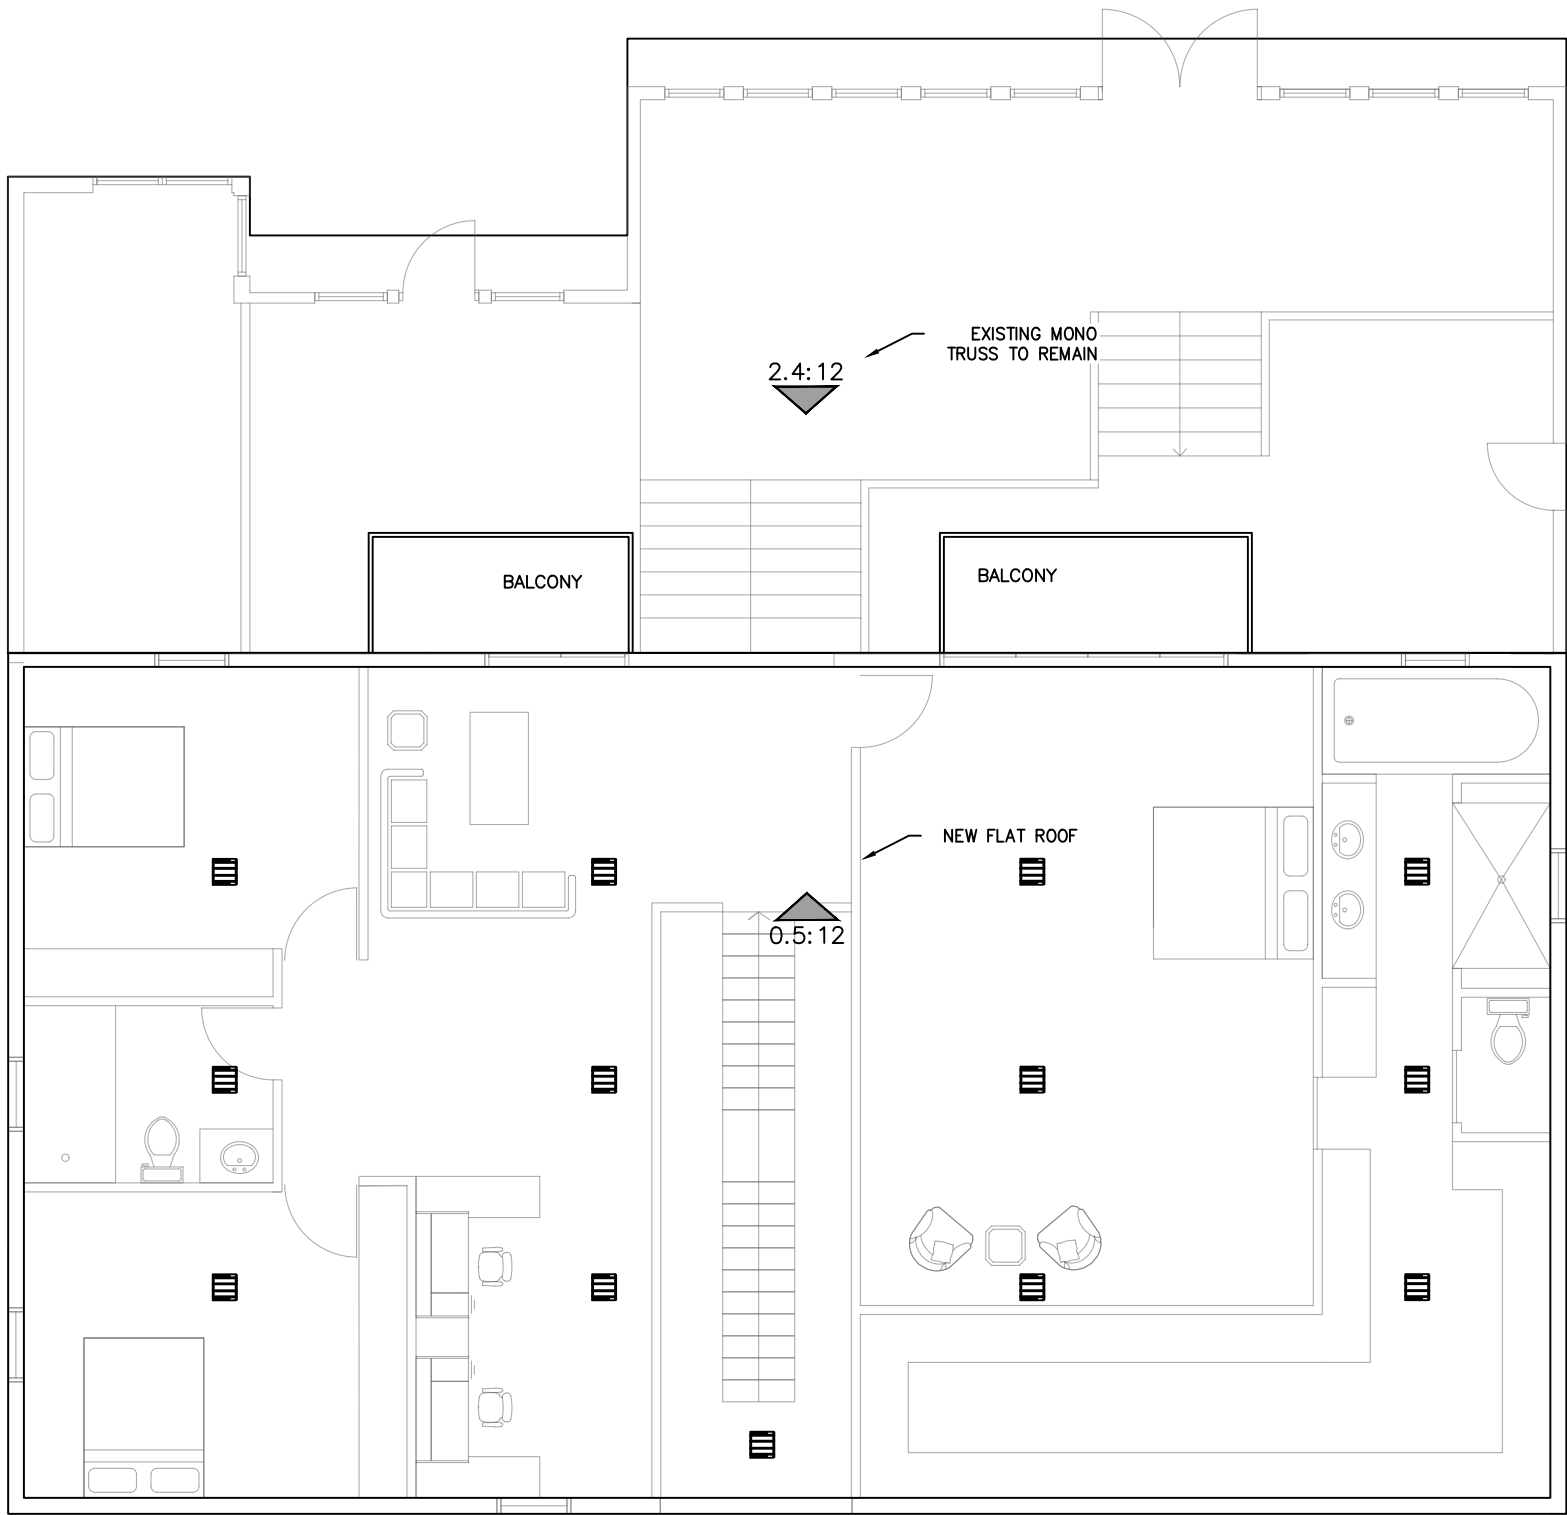 EXISTING MONO
TRUSS TO REMAIN
2.4:12
BALCONY
BALCONY
NEW FLAT ROOF
0.5:12